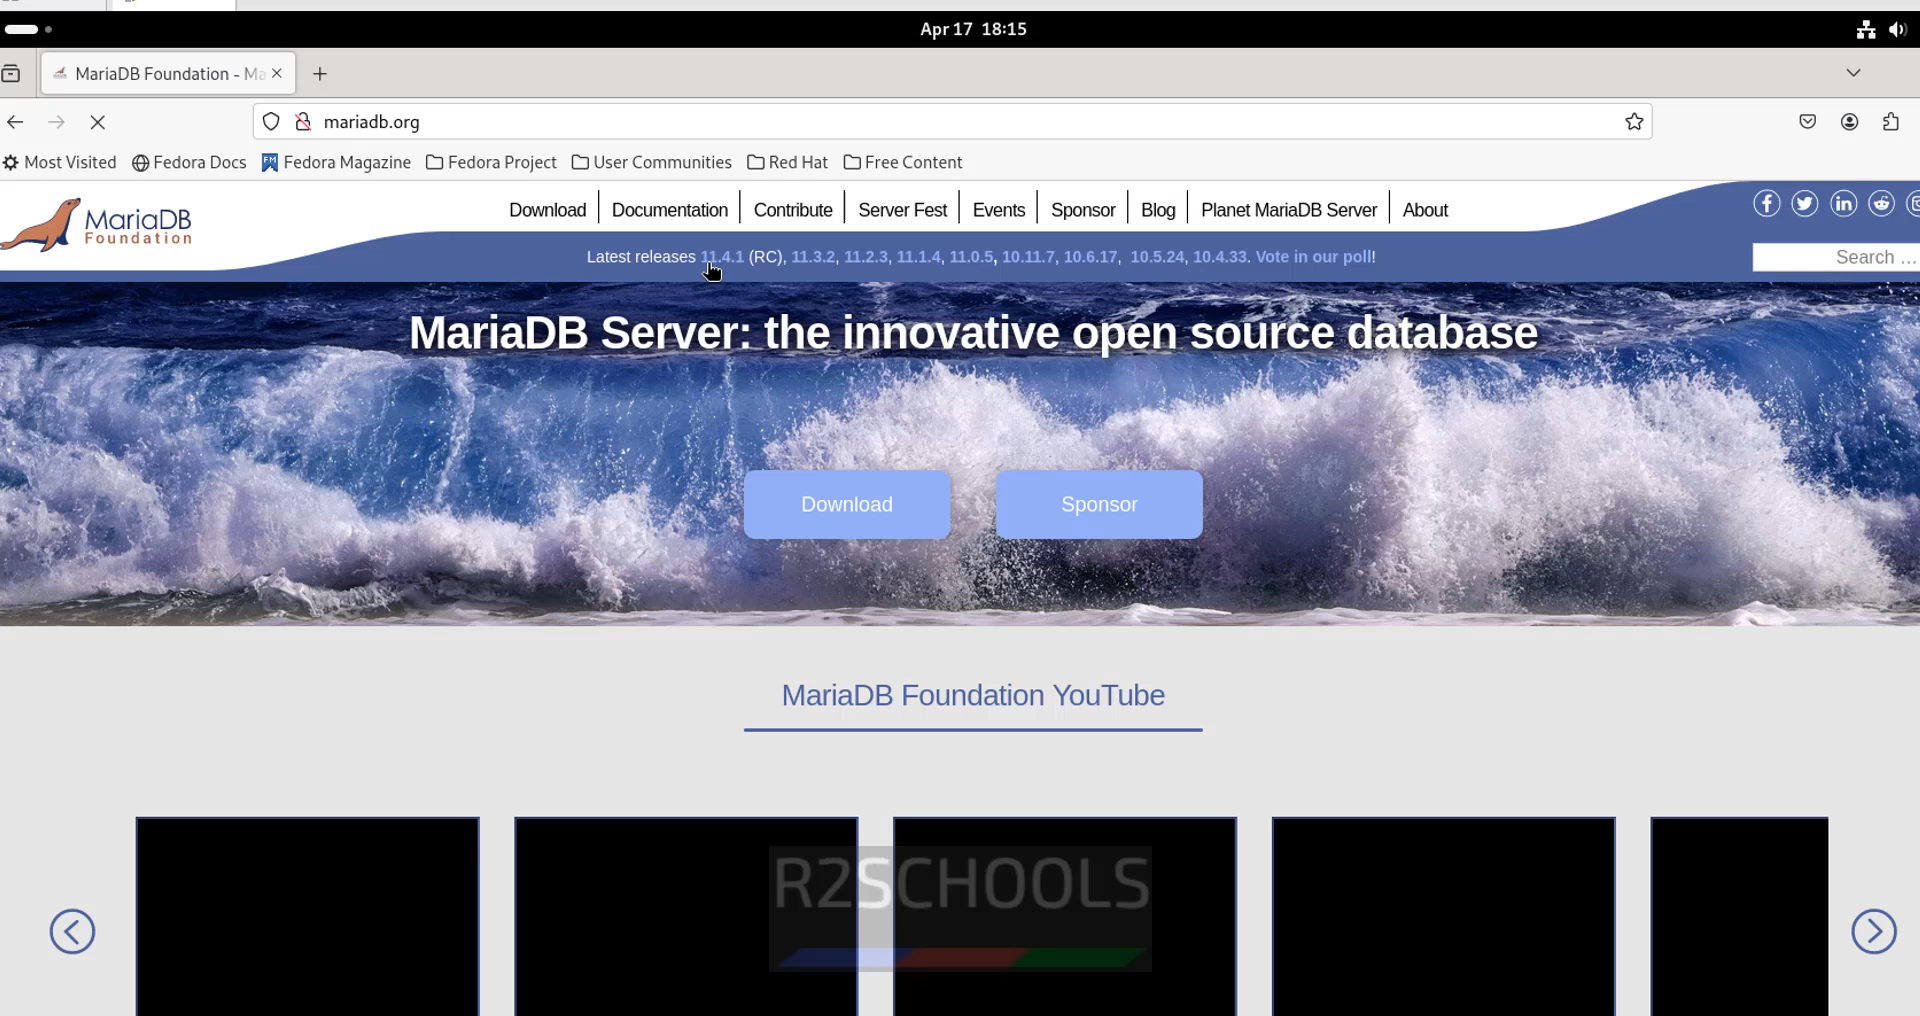 Apr 17 18:15
MariaDB Foundation - Ma
mariadb.org
Most Visited Fedora Docs Fedora Magazine Fedora Project User Communities Red Hat Free Content
MariaDB
Foundation
Download Documentation Contribute Server Fest Events Sponsor Blog Planet MariaDB Server About
Latest releases 11.4.1 (RC), 11.3.2, 11.2.3, 11.1.4, 11.0.5, 10.11.7, 10.6.17, 10.5.24, 10.4.33. Vote in our poll!
Search ...
MariaDB Server: the innovative open source database
Download Sponsor
MariaDB Foundation YouTube
R2SCHOOLS